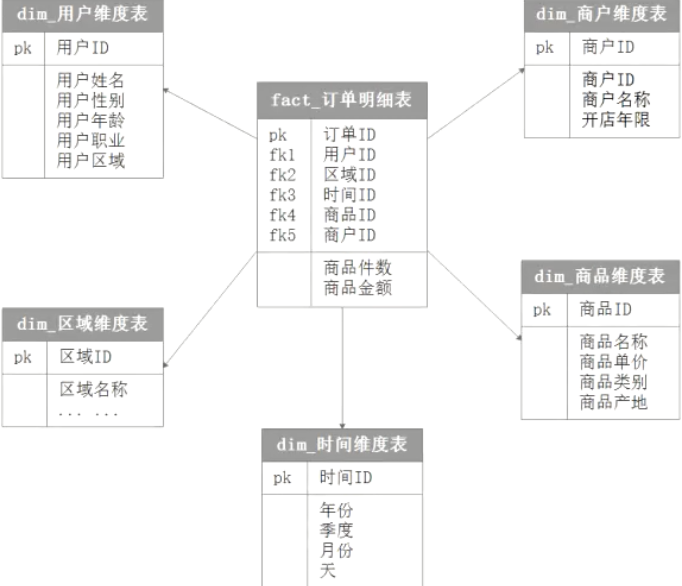 dim_用户维度表
pk 用户ID
用户姓名
用户性别
用户年龄
用户职业
用户区域
dim_商户维度表
pk 商户ID
商户ID
商户名称
开店年限
fact_订单明细表
pk 订单ID
fk1 用户ID
fk2 区域ID
fk3 时间ID
fk4 商品ID
fk5 商户ID
商品件数
商品金额
dim_商品维度表
pk 商品ID
商品名称
商品单价
商品类别
商品产地
dim_区域维度表
pk 区域ID
区域名称
... ...
dim_时间维度表
pk 时间ID
年份
季度
月份
天